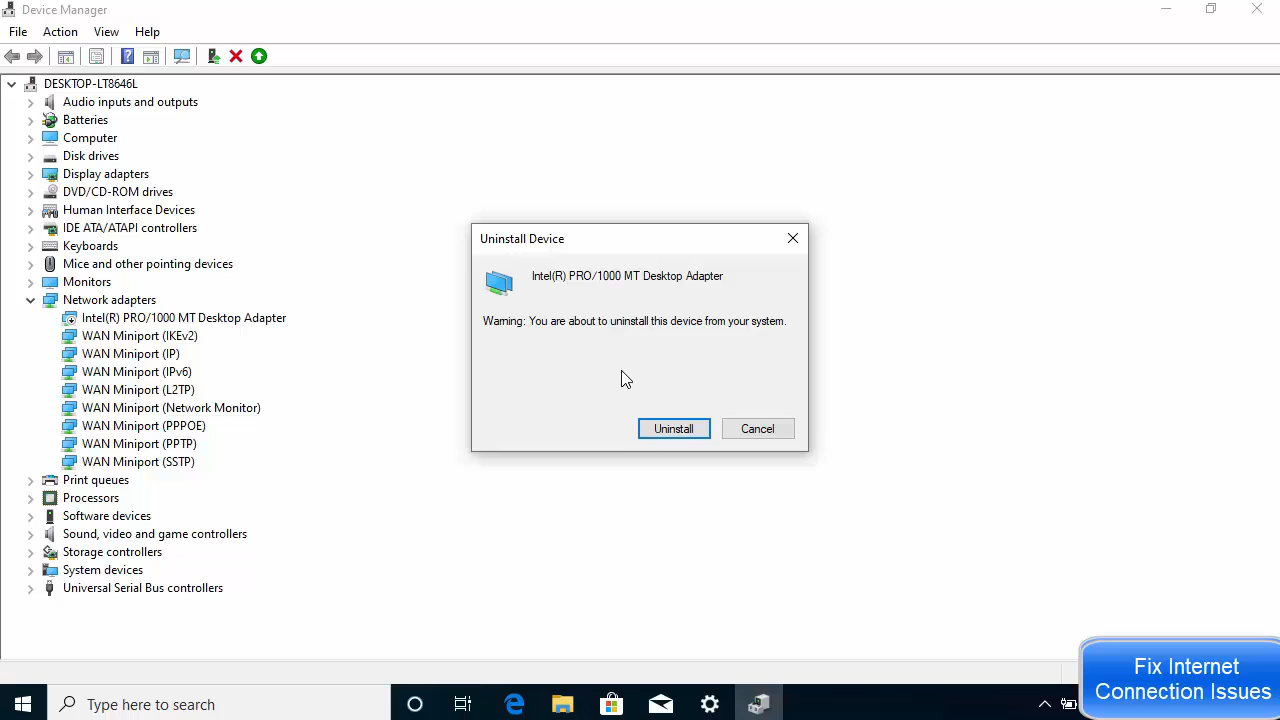 Device Manager
File Action View Help
DESKTOP-LT8646L
Audio inputs and outputs
Batteries
Computer
Disk drives
Display adapters
DVD/CD-ROM drives
Human Interface Devices
IDE ATA/ATAPI controllers
Keyboards
Mice and other pointing devices
Monitors
Network adapters
Intel(R) PRO/1000 MT Desktop Adapter
WAN Miniport (IKEv2)
WAN Miniport (IP)
WAN Miniport (IPv6)
WAN Miniport (L2TP)
WAN Miniport (Network Monitor)
WAN Miniport (PPPOE)
WAN Miniport (PPTP)
WAN Miniport (SSTP)
Print queues
Processors
Software devices
Sound, video and game controllers
Storage controllers
System devices
Universal Serial Bus controllers
Uninstall Device
Intel(R) PRO/1000 MT Desktop Adapter
Warning: You are about to uninstall this device from your system.
Uninstall Cancel
Fix Internet
Connection Issues
Type here to search